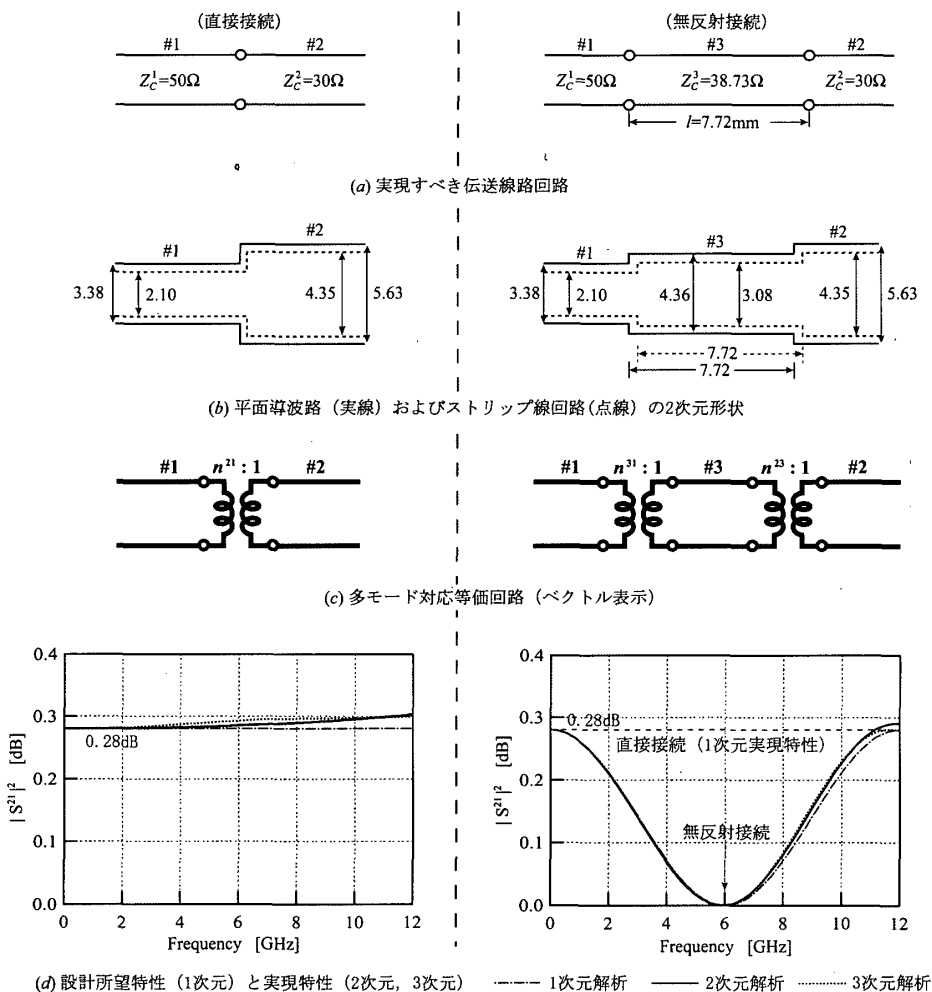 (直接接続)
#1 #2
Z_C^1=50Ω Z_C^2=30Ω
(無反射接続)
#1 #3 #2
Z_C^1=50Ω Z_C^3=38.73Ω Z_C^2=30Ω
l=7.72mm
(a) 実現すべき伝送線路回路
#1 #2
3.38 2.10 4.35 5.63
#1 #3 #2
3.38 2.10 4.36 3.08 4.35 5.63
7.72
7.72
(b) 平面導波路(実線)およびストリップ線回路(点線)の2次元形状
#1 n²¹ : 1 #2
#1 n³¹ : 1 #3 n²³ : 1 #2
(c) 多モード対応等価回路(ベクトル表示)
| S²¹|² [dB]
0.4
0.3
0.2
0.1
0.0
0.28dB
0 2 4 6 8 10 12
Frequency [GHz]
| S²¹|² [dB]
0.4
0.3
0.2
0.1
0.0
0.28dB
直接接続(1次元実現特性)
無反射接続
0 2 4 6 8 10 12
Frequency [GHz]
(d) 設計所望特性(1次元)と実現特性(2次元, 3次元) 1次元解析 2次元解析 3次元解析